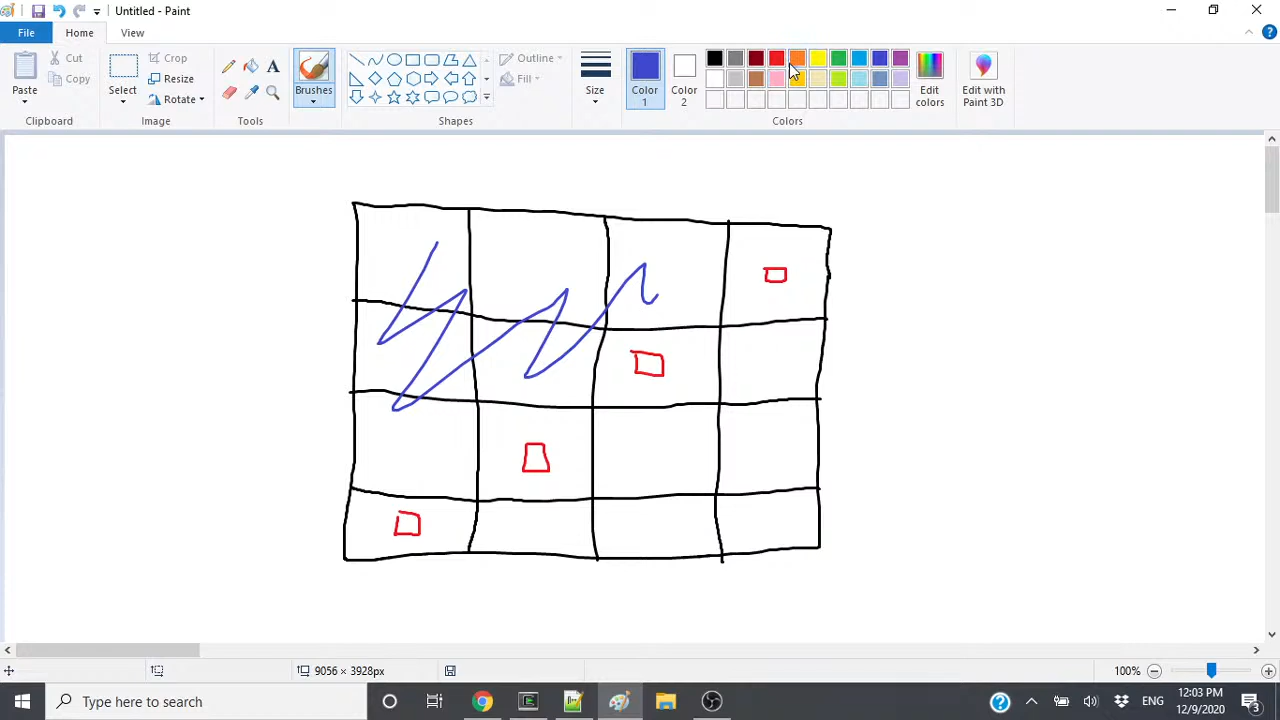 Untitled - Paint
File
Home
View
Paste
Cut
Copy
Clipboard
Select
Crop
Resize
Rotate
Image
A
Tools
Brushes
Outline
Fill
Shapes
Size
Color 1
Color 2
Edit colors
Colors
Edit with Paint 3D
9056 × 3928px
100%
Type here to search
ENG
12:03 PM
12/9/2020
3